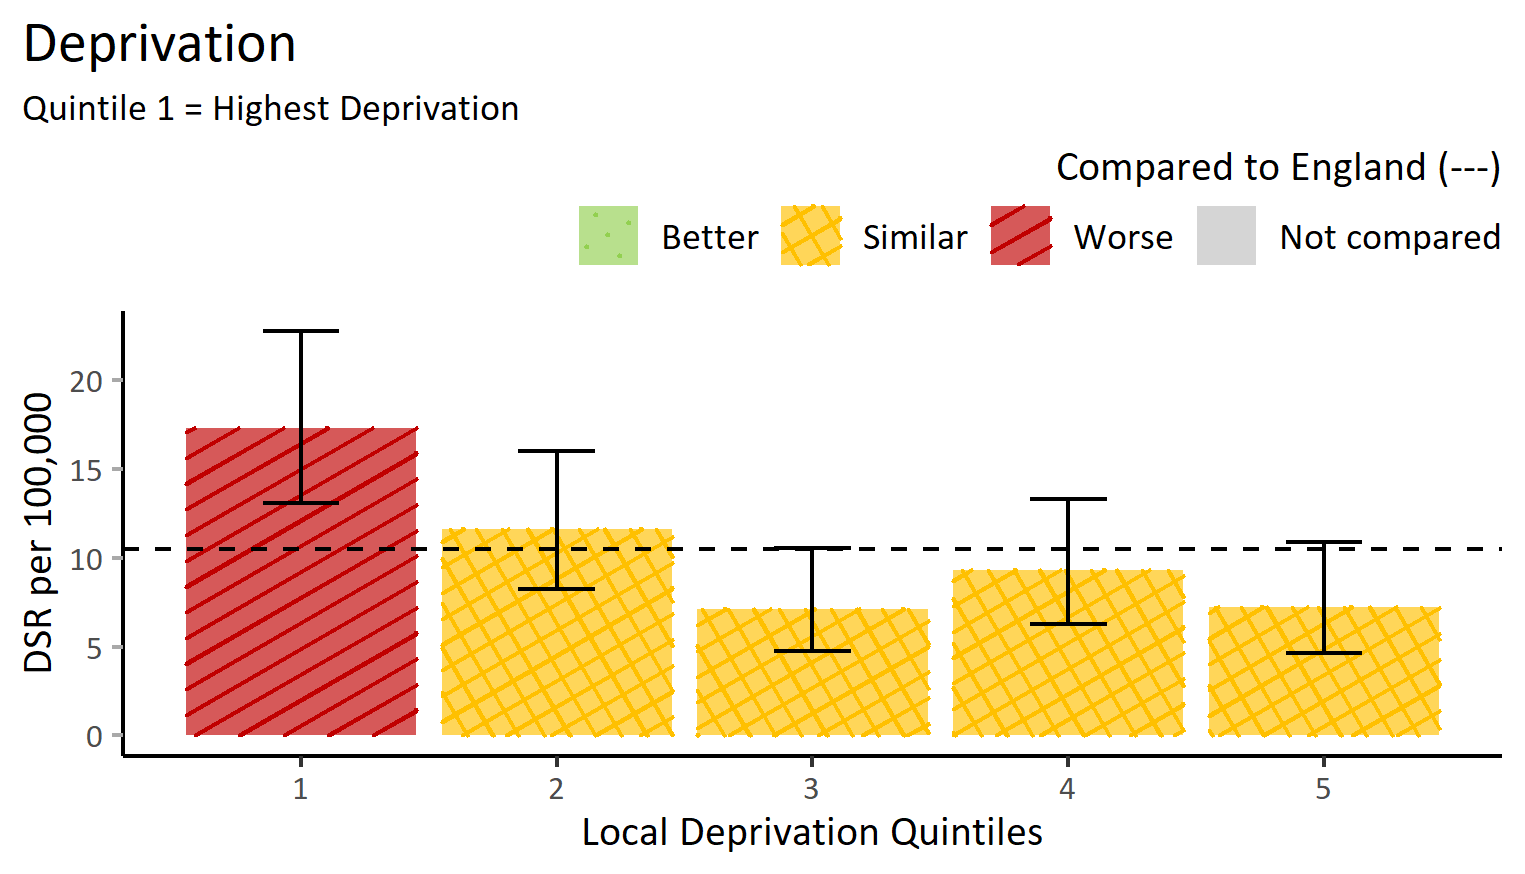 Deprivation
Quintile 1 = Highest Deprivation
Compared to England (---)
Better Similar Worse Not compared
DSR per 100,000
20
15
10
5
0
1 2 3 4 5
Local Deprivation Quintiles